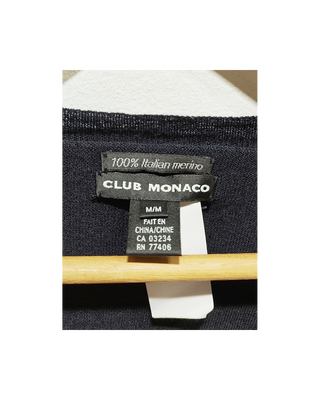 100% Italian merino
CLUB MONACO
M/M
FAIT EN
CHINA/CHINE
CA 03234
RN 77406